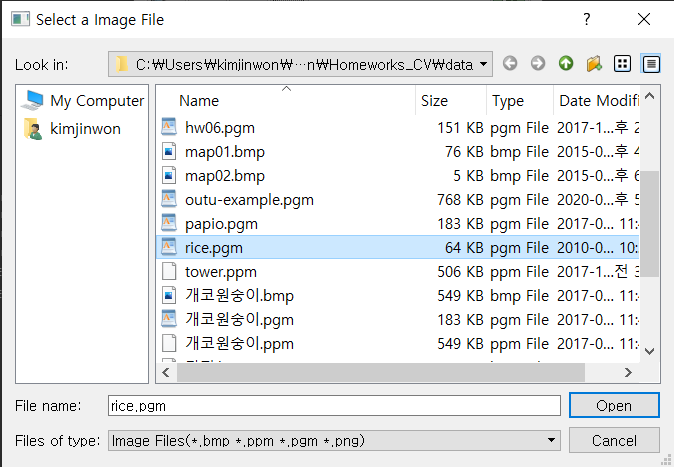 Select a Image File
Look in: C:₩Users₩kimjinwon₩···n₩Homeworks_CV₩data
My Computer
kimjinwon
Name Size Type Date Modifi
hw06.pgm 151 KB pgm File 2017-1...후 2
map01.bmp 76 KB bmp File 2015-0...후 4
map02.bmp 5 KB bmp File 2015-0...후 6
outu-example.pgm 768 KB pgm File 2020-0...후 5
papio.pgm 183 KB pgm File 2017-0... 11:4
rice.pgm 64 KB pgm File 2010-0... 10:
tower.ppm 506 KB ppm File 2017-1...전 3
개코원숭이.bmp 549 KB bmp File 2017-0... 11:4
개코원숭이.pgm 183 KB pgm File 2017-0... 11:4
개코원숭이.ppm 549 KB ppm File 2017-0... 11:4
File name: rice.pgm Open
Files of type: Image Files(*.bmp *.ppm *.pgm *.png) Cancel